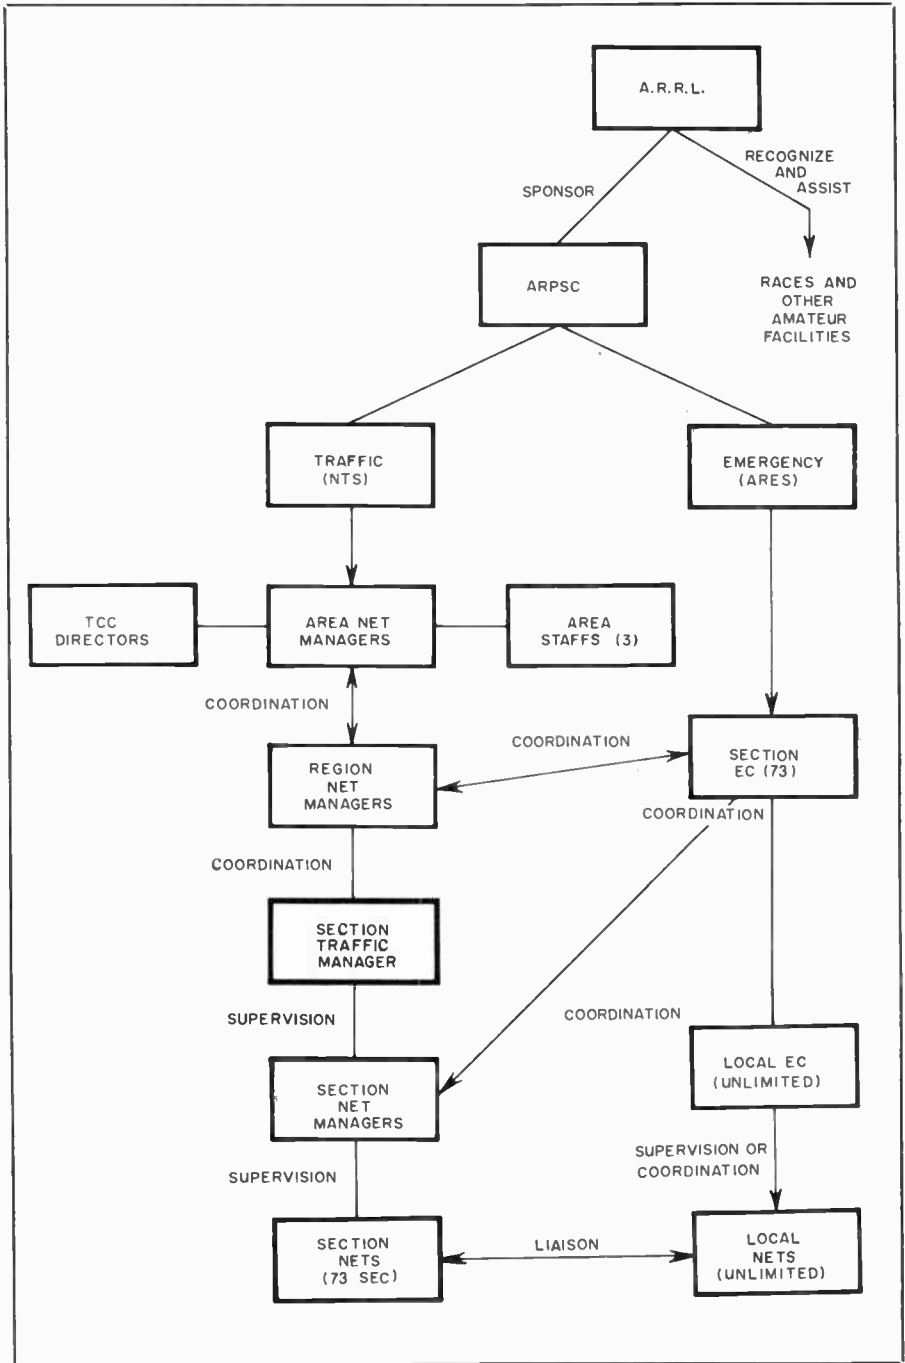 A.R.R.L.
RECOGNIZE
AND
ASSIST
SPONSOR
ARPSC
RACES AND
OTHER
AMATEUR
FACILITIES
TRAFFIC
(NTS)
EMERGENCY
(ARES)
TCC
DIRECTORS
AREA NET
MANAGERS
AREA
STAFFS (3)
COORDINATION
REGION
NET
MANAGERS
COORDINATION
SECTION
EC (73)
COORDINATION
COORDINATION
SECTION
TRAFFIC
MANAGER
SUPERVISION
COORDINATION
SECTION
NET
MANAGERS
LOCAL EC
(UNLIMITED)
SUPERVISION
SUPERVISION OR
COORDINATION
SECTION
NETS
(73 SEC)
LIAISON
LOCAL
NETS
(UNLIMITED)